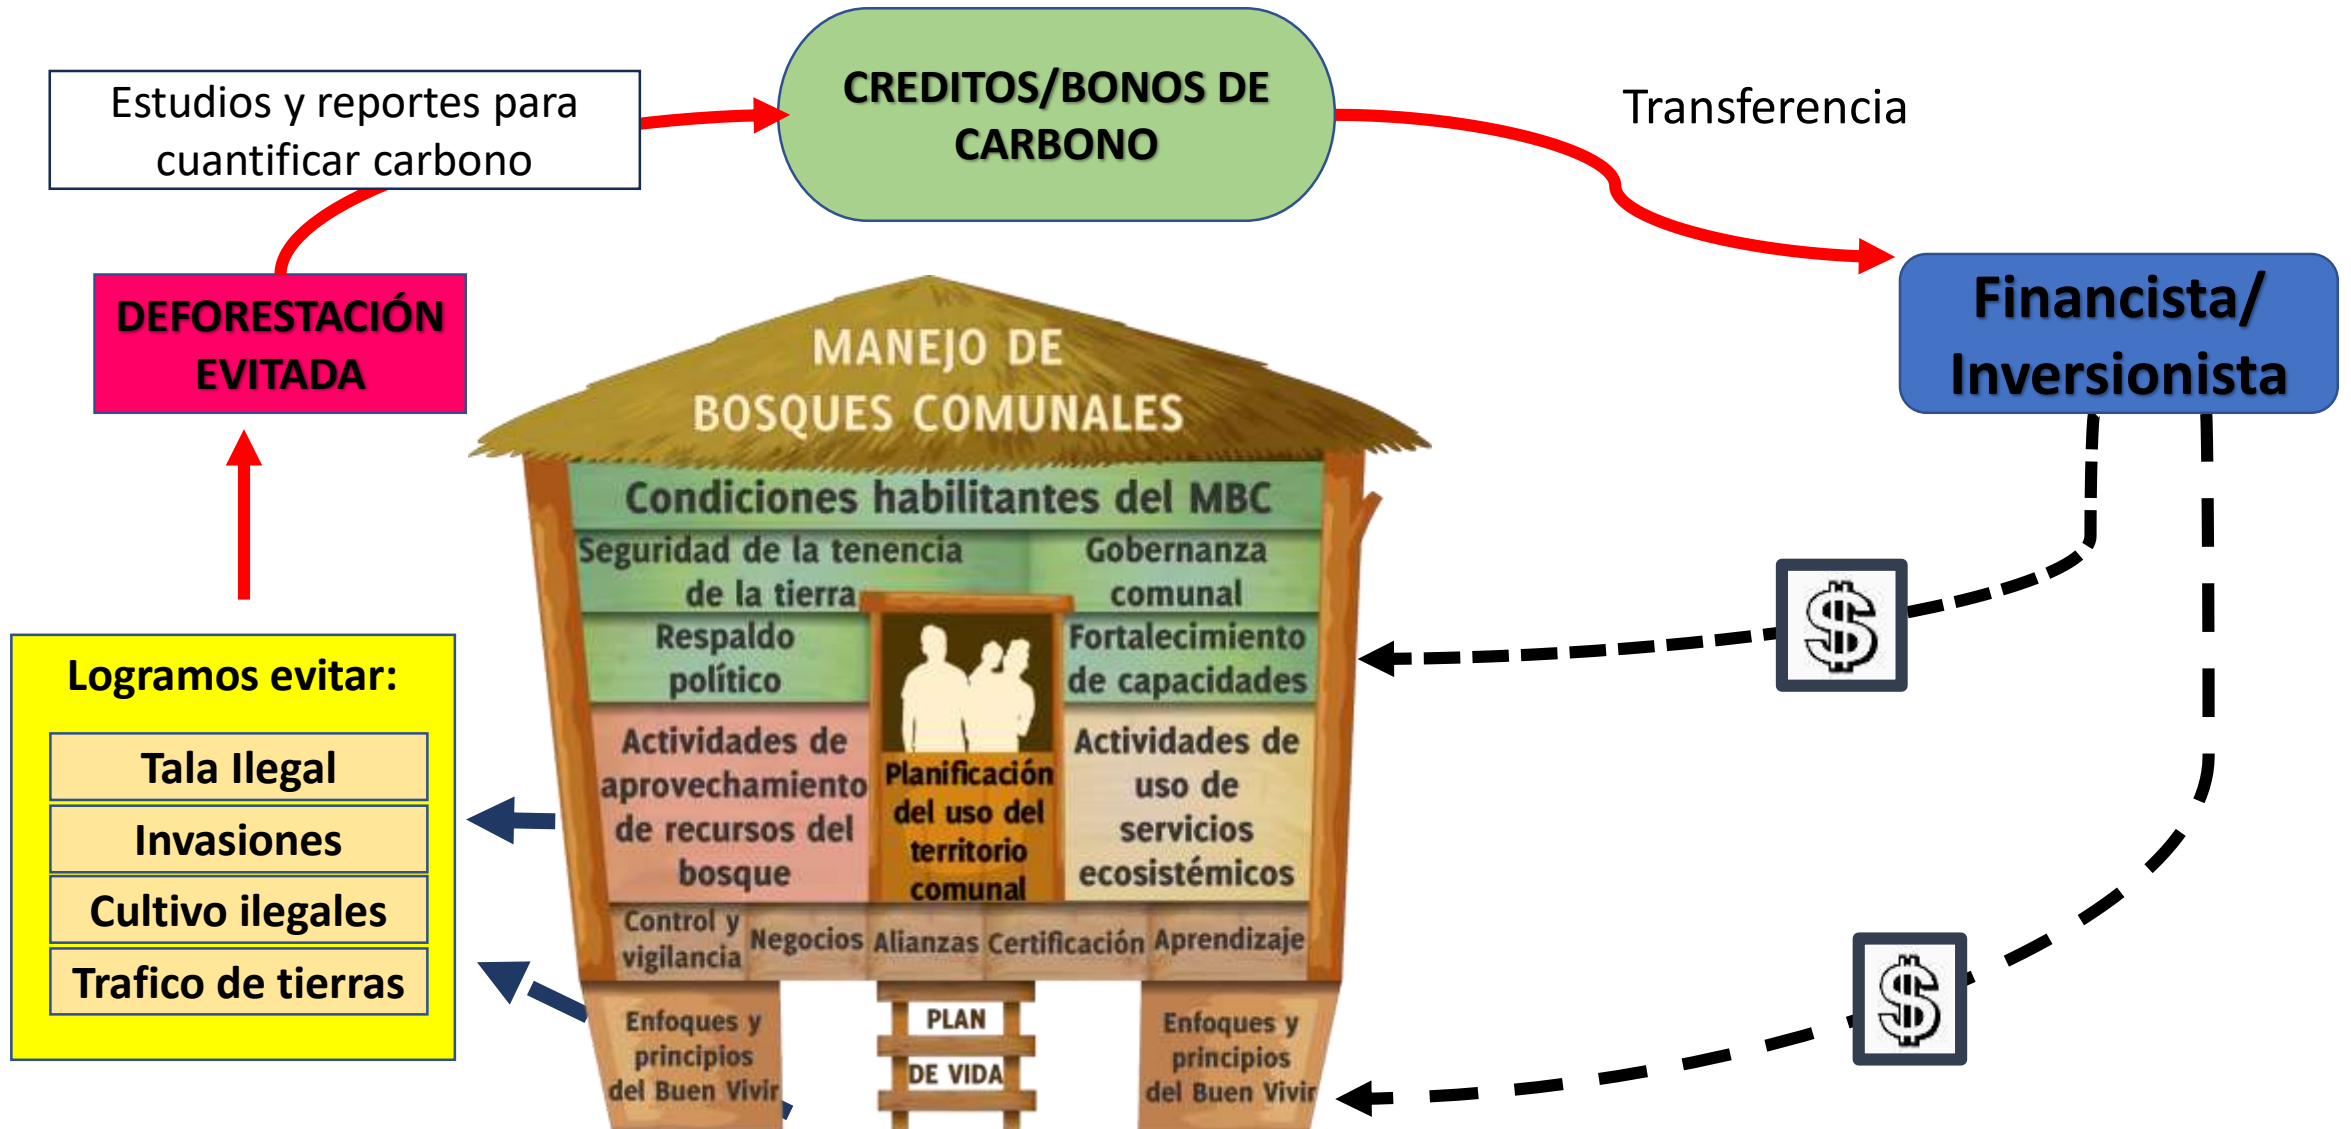 Estudios y reportes para
cuantificar carbono
CREDITOS/BONOS DE
CARBONO
Transferencia
DEFORESTACIÓN
EVITADA
Financista/
Inversionista
MANEJO DE
BOSQUES COMUNALES
Condiciones habilitantes del MBC
Seguridad de la tenencia
de la tierra
Gobernanza
comunal
Respaldo
político
Fortalecimiento
de capacidades
Actividades de
aprovechamiento
de recursos del
bosque
Planificación
del uso del
territorio
comunal
Actividades de
uso de
servicios
ecosistémicos
Control y
vigilancia
Negocios
Alianzas
Certificación
Aprendizaje
Enfoques y
principios
del Buen Vivir
PLAN
DE VIDA
Enfoques y
principios
del Buen Vivir
Logramos evitar:
Tala Ilegal
Invasiones
Cultivo ilegales
Trafico de tierras
$
$